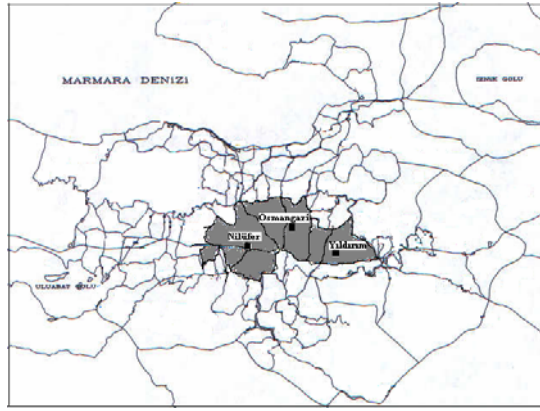 MARMARA DENIZI
IZNIK GOLU
Osmangazi
Nilüfer
Yıldırım
ULUABAT GOLU